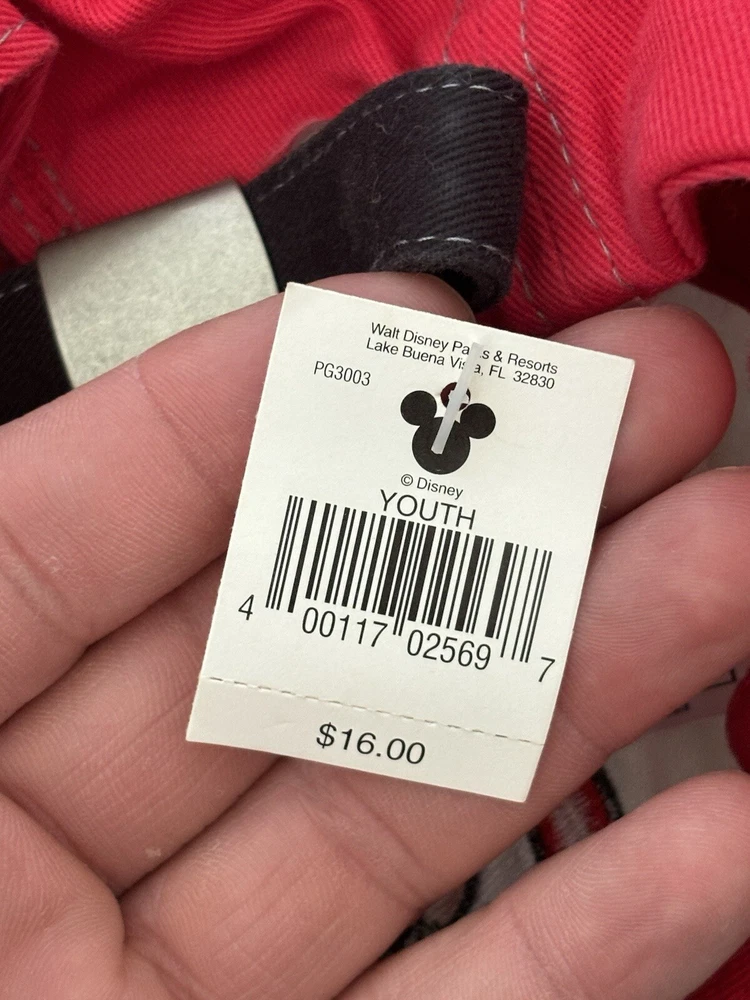 Walt Disney Parks & Resorts
Lake Buena Vista, FL 32830
PG3003
© Disney
YOUTH
4 00117 02569 7
$16.00